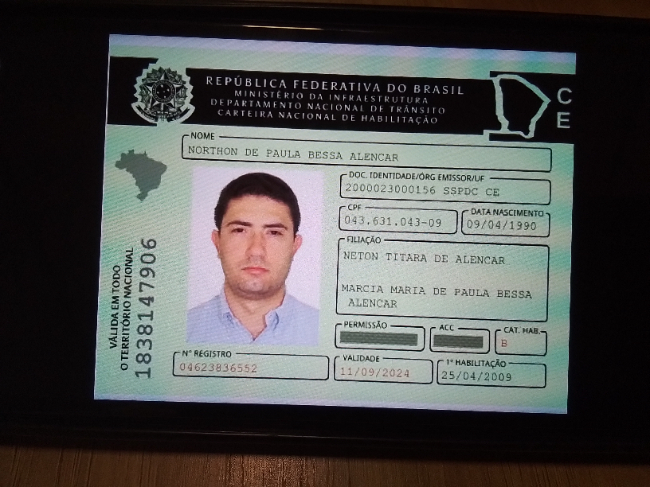 REPÚBLICA FEDERATIVA DO BRASIL
MINISTÉRIO DA INFRAESTRUTURA
DEPARTAMENTO NACIONAL DE TRÂNSITO
CARTEIRA NACIONAL DE HABILITAÇÃO
CE
NOME
NORTHON DE PAULA BESSA ALENCAR
DOC. IDENTIDADE/ÓRG EMISSOR/UF
2000023000156 SSPDC CE
CPF
043.631.043-09
DATA NASCIMENTO
09/04/1990
FILIAÇÃO
NETON TITARA DE ALENCAR
MARCIA MARIA DE PAULA BESSA
ALENCAR
PERMISSÃO
ACC
CAT. HAB.
B
Nº REGISTRO
04623836552
VALIDADE
11/09/2024
1ª HABILITAÇÃO
25/04/2009
VÁLIDA EM TODO
O TERRITÓRIO NACIONAL
1838147906